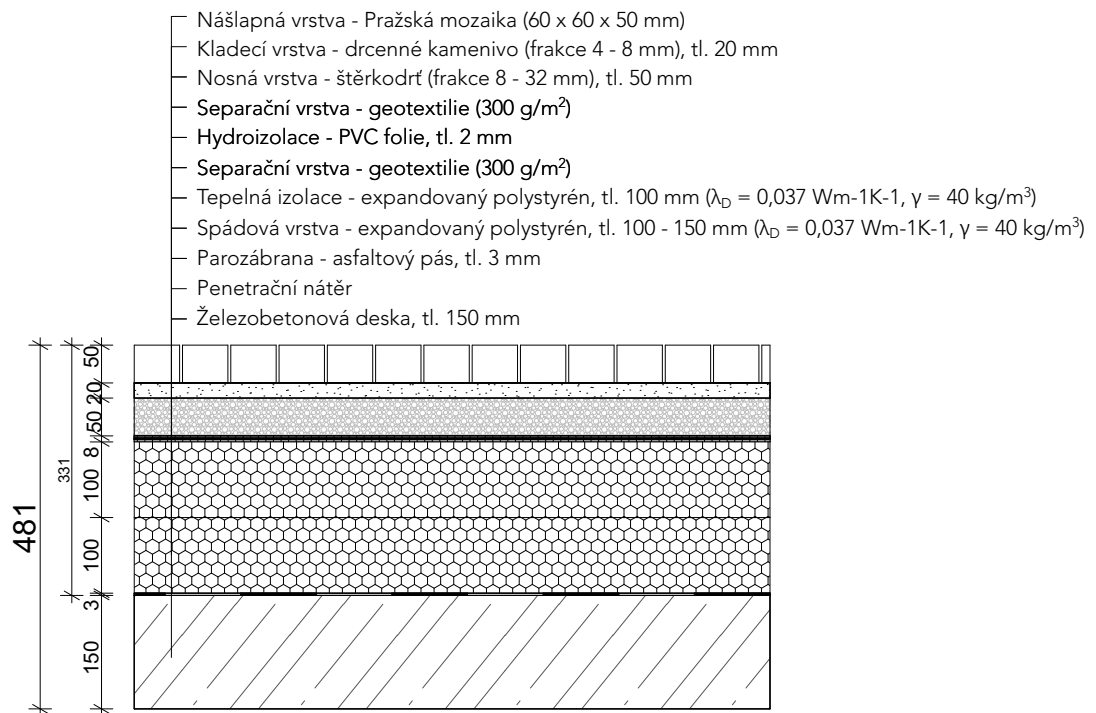 Nášlapná vrstva - Pražská mozaika (60 x 60 x 50 mm)
Kladecí vrstva - drcenné kamenivo (frakce 4 - 8 mm), tl. 20 mm
Nosná vrstva - štěrkodrť (frakce 8 - 32 mm), tl. 50 mm
Separační vrstva - geotextilie (300 g/m²)
Hydroizolace - PVC folie, tl. 2 mm
Separační vrstva - geotextilie (300 g/m²)
Tepelná izolace - expandovaný polystyrén, tl. 100 mm (λD = 0,037 Wm-1K-1, γ = 40 kg/m³)
Spádová vrstva - expandovaný polystyrén, tl. 100 - 150 mm (λD = 0,037 Wm-1K-1, γ = 40 kg/m³)
Parozábrana - asfaltový pás, tl. 3 mm
Penetrační nátěr
Železobetonová deska, tl. 150 mm
50
20
50
8
100
100
3
150
331
481